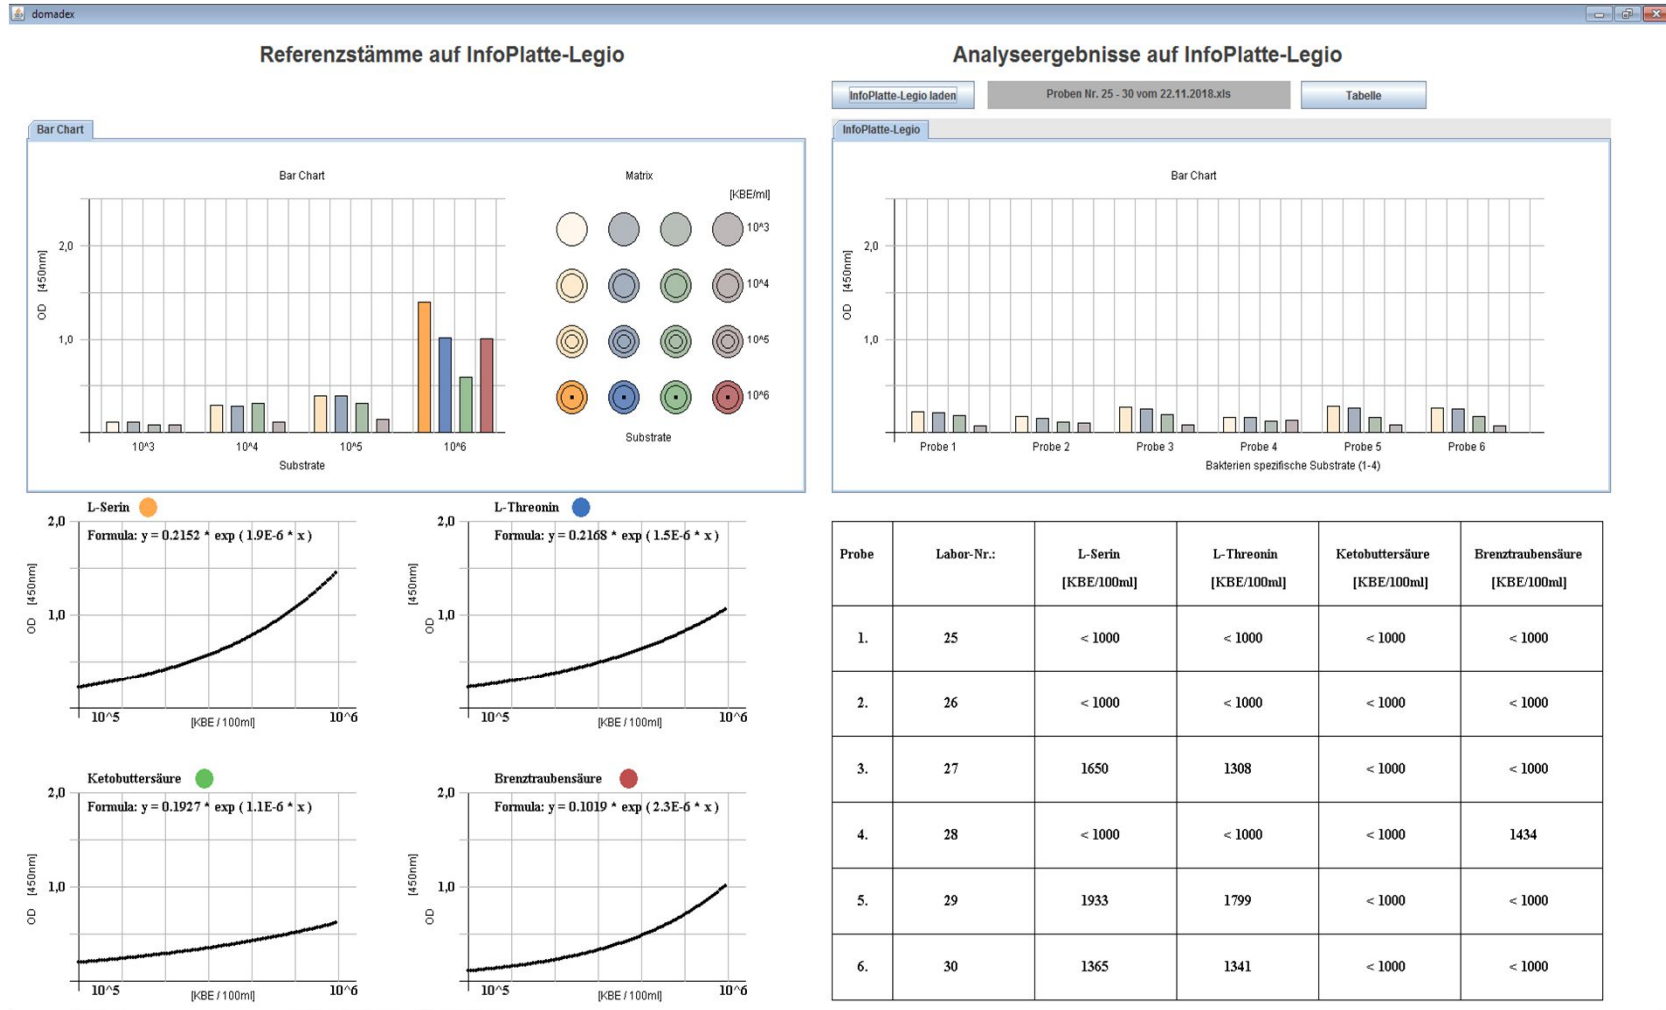 domadex
Referenzstämme auf InfoPlatte-Legio
Analyseergebnisse auf InfoPlatte-Legio
InfoPlatte-Legio laden
Proben Nr. 25 - 30 vom 22.11.2018.xls
Tabelle
Bar Chart
Bar Chart
Matrix
[KBE/ml]
2,0
1,0
OD [450nm]
10^3
10^4
10^5
10^6
10^3 10^4 10^5 10^6
Substrate
Substrate
InfoPlatte-Legio
Bar Chart
2,0
1,0
OD [450nm]
Probe 1 Probe 2 Probe 3 Probe 4 Probe 5 Probe 6
Bakterien spezifische Substrate (1-4)
L-Serin
2,0
Formula: y = 0.2152 * exp ( 1.9E-6 * x )
OD [450nm]
1,0
10^5 [KBE / 100ml] 10^6
L-Threonin
2,0
Formula: y = 0.2168 * exp ( 1.5E-6 * x )
OD [450nm]
1,0
10^5 [KBE / 100ml] 10^6
Ketobuttersäure
2,0
Formula: y = 0.1927 * exp ( 1.1E-6 * x )
OD [450nm]
1,0
10^5 [KBE / 100ml] 10^6
Brenztraubensäure
2,0
Formula: y = 0.1019 * exp ( 2.3E-6 * x )
OD [450nm]
1,0
10^5 [KBE / 100ml] 10^6
Probe Labor-Nr.: L-Serin L-Threonin Ketobuttersäure Brenztraubensäure
[KBE/100ml] [KBE/100ml] [KBE/100ml] [KBE/100ml]
1. 25 < 1000 < 1000 < 1000 < 1000
2. 26 < 1000 < 1000 < 1000 < 1000
3. 27 1650 1308 < 1000 < 1000
4. 28 < 1000 < 1000 < 1000 1434
5. 29 1933 1799 < 1000 < 1000
6. 30 1365 1341 < 1000 < 1000